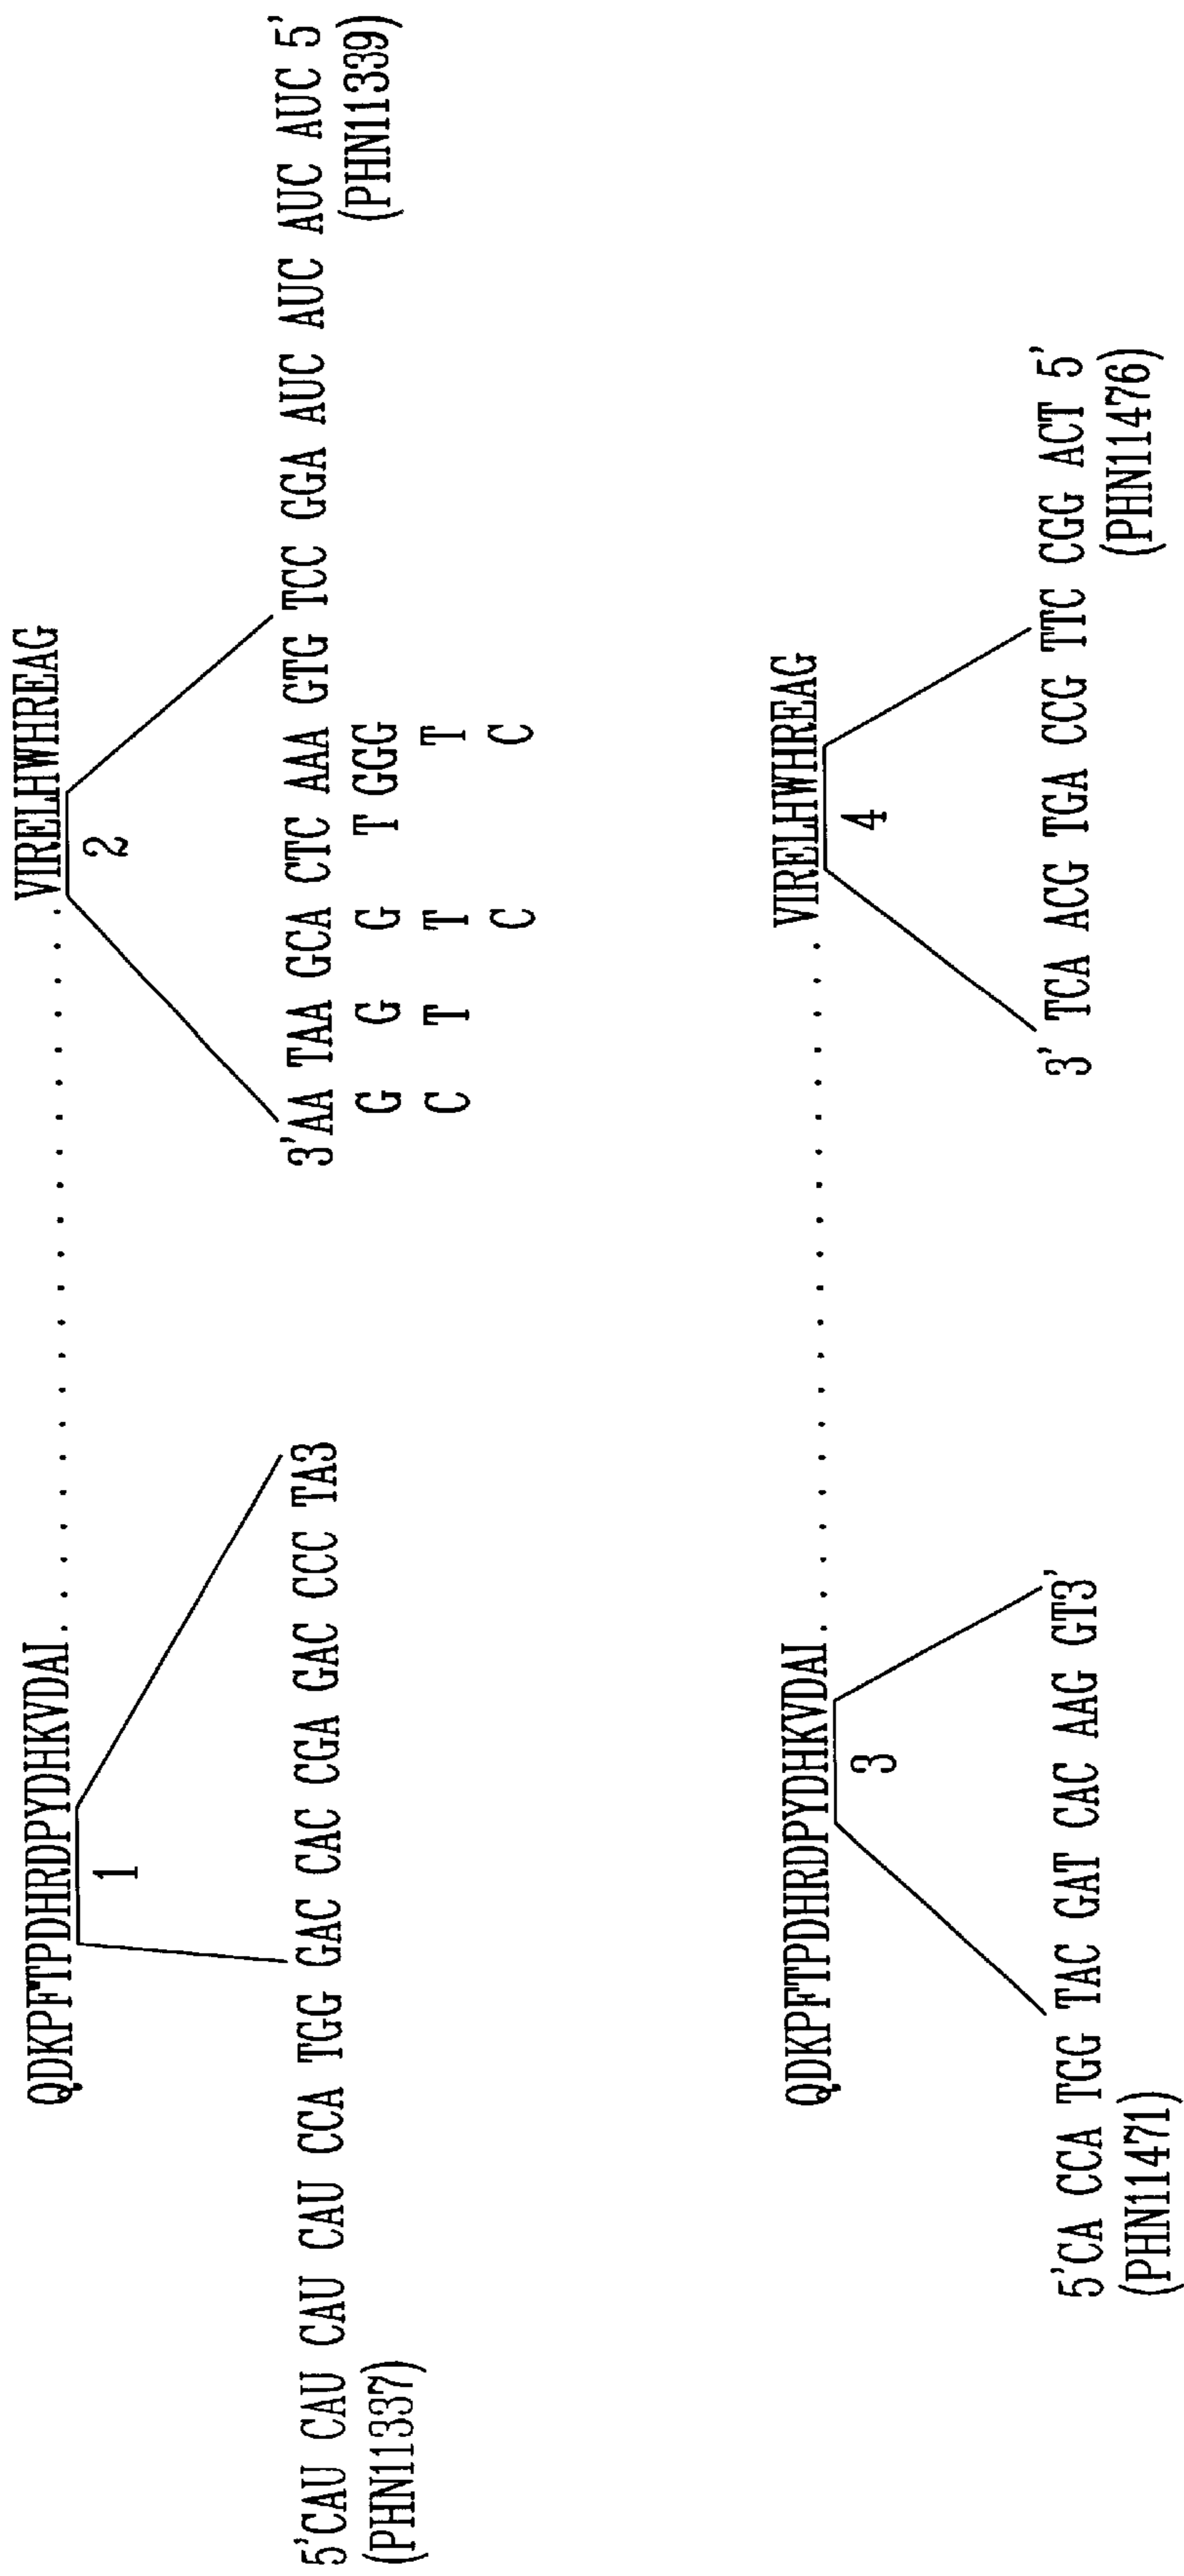 QDKPFTPDHRDPYDHKVDAI. . . . . . . . . . . . . . . . . . . . . . VIRELHWHREAG
1 2
5'CAU CAU CAU CAU CCA TGG GAC CAC CGA GAC CCC TA3 3'AA TAA GCA CTC AAA GTG TCC GGA AUC AUC AUC AUC 5'
(PHN11337) G G G T GGG (PHN11339)
C T T T
C C
QDKPFTPDHRDPYDHKVDAI. . . . . . . . . . . . . . . . . . . . . VIRELHWHREAG
3 4
5'CA CCA TGG TAC GAT CAC AAG GT3' 3' TCA ACG TGA CCG TTC CGG ACT 5'
(PHN11471) (PHN11476)